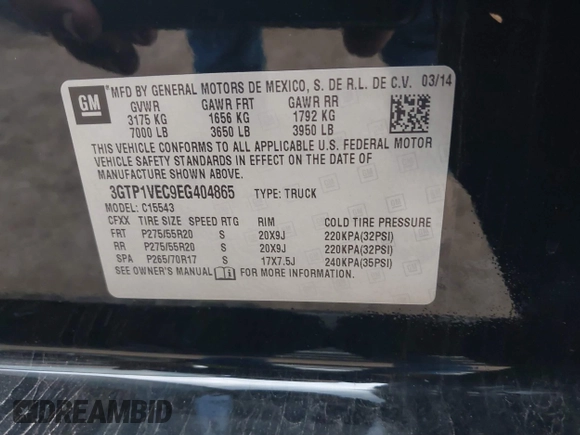 GM
*MFD BY GENERAL MOTORS DE MEXICO, S. DE R.L. DE C.V. 03/14
GVWR GAWR FRT GAWR RR
3175 KG 1656 KG 1792 KG
7000 LB 3650 LB 3950 LB
THIS VEHICLE CONFORMS TO ALL APPLICABLE U.S. FEDERAL MOTOR
VEHICLE SAFETY STANDARDS IN EFFECT ON THE DATE OF
MANUFACTURE SHOWN ABOVE.
3GTP1VEC9EG404865 TYPE: TRUCK
MODEL: C15543
CFXX TIRE SIZE SPEED RTG RIM COLD TIRE PRESSURE
FRT P275/55R20 S 20X9J 220KPA(32PSI)
RR P275/55R20 S 20X9J 220KPA(32PSI)
SPA P265/70R17 S 17X7.5J 240KPA(35PSI)
SEE OWNER'S MANUAL FOR MORE INFORMATION.
DREAMBID